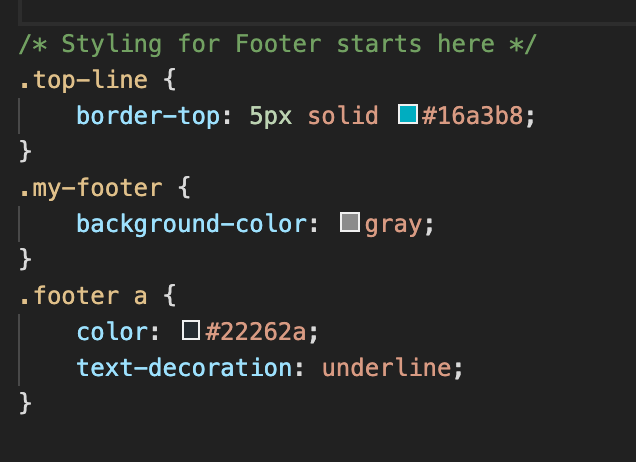 /* Styling for Footer starts here */
.top-line {
    border-top: 5px solid #16a3b8;
}
.my-footer {
    background-color: gray;
}
.footer a {
    color: #22262a;
    text-decoration: underline;
}